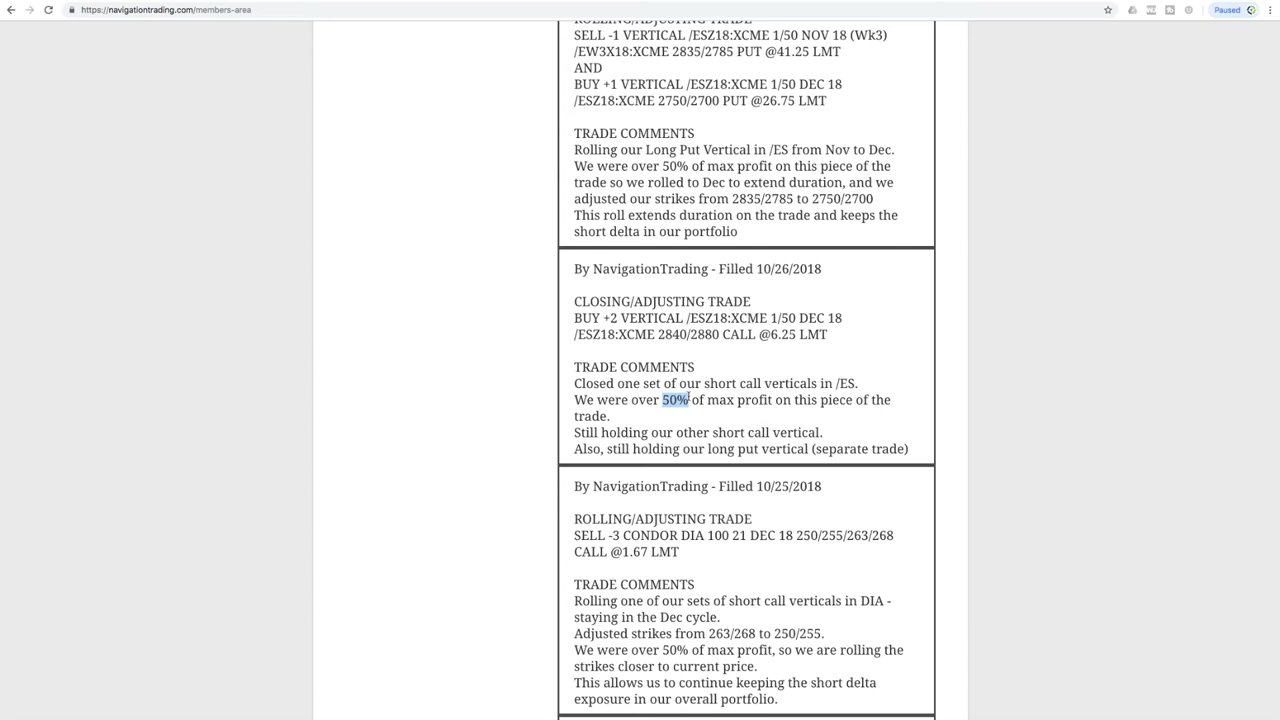 https://navigationtrading.com/members-area
Paused
ROLLING/ADJUSTING TRADE
SELL -1 VERTICAL /ESZ18:XCME 1/50 NOV 18 (Wk3)
/EW3X18:XCME 2835/2785 PUT @41.25 LMT
AND
BUY +1 VERTICAL /ESZ18:XCME 1/50 DEC 18
/ESZ18:XCME 2750/2700 PUT @26.75 LMT
TRADE COMMENTS
Rolling our Long Put Vertical in /ES from Nov to Dec.
We were over 50% of max profit on this piece of the
trade so we rolled to Dec to extend duration, and we
adjusted our strikes from 2835/2785 to 2750/2700
This roll extends duration on the trade and keeps the
short delta in our portfolio
By NavigationTrading - Filled 10/26/2018
CLOSING/ADJUSTING TRADE
BUY +2 VERTICAL /ESZ18:XCME 1/50 DEC 18
/ESZ18:XCME 2840/2880 CALL @6.25 LMT
TRADE COMMENTS
Closed one set of our short call verticals in /ES.
We were over 50% of max profit on this piece of the
trade.
Still holding our other short call vertical.
Also, still holding our long put vertical (separate trade)
By NavigationTrading - Filled 10/25/2018
ROLLING/ADJUSTING TRADE
SELL -3 CONDOR DIA 100 21 DEC 18 250/255/263/268
CALL @1.67 LMT
TRADE COMMENTS
Rolling one of our sets of short call verticals in DIA -
staying in the Dec cycle.
Adjusted strikes from 263/268 to 250/255.
We were over 50% of max profit, so we are rolling the
strikes closer to current price.
This allows us to continue keeping the short delta
exposure in our overall portfolio.